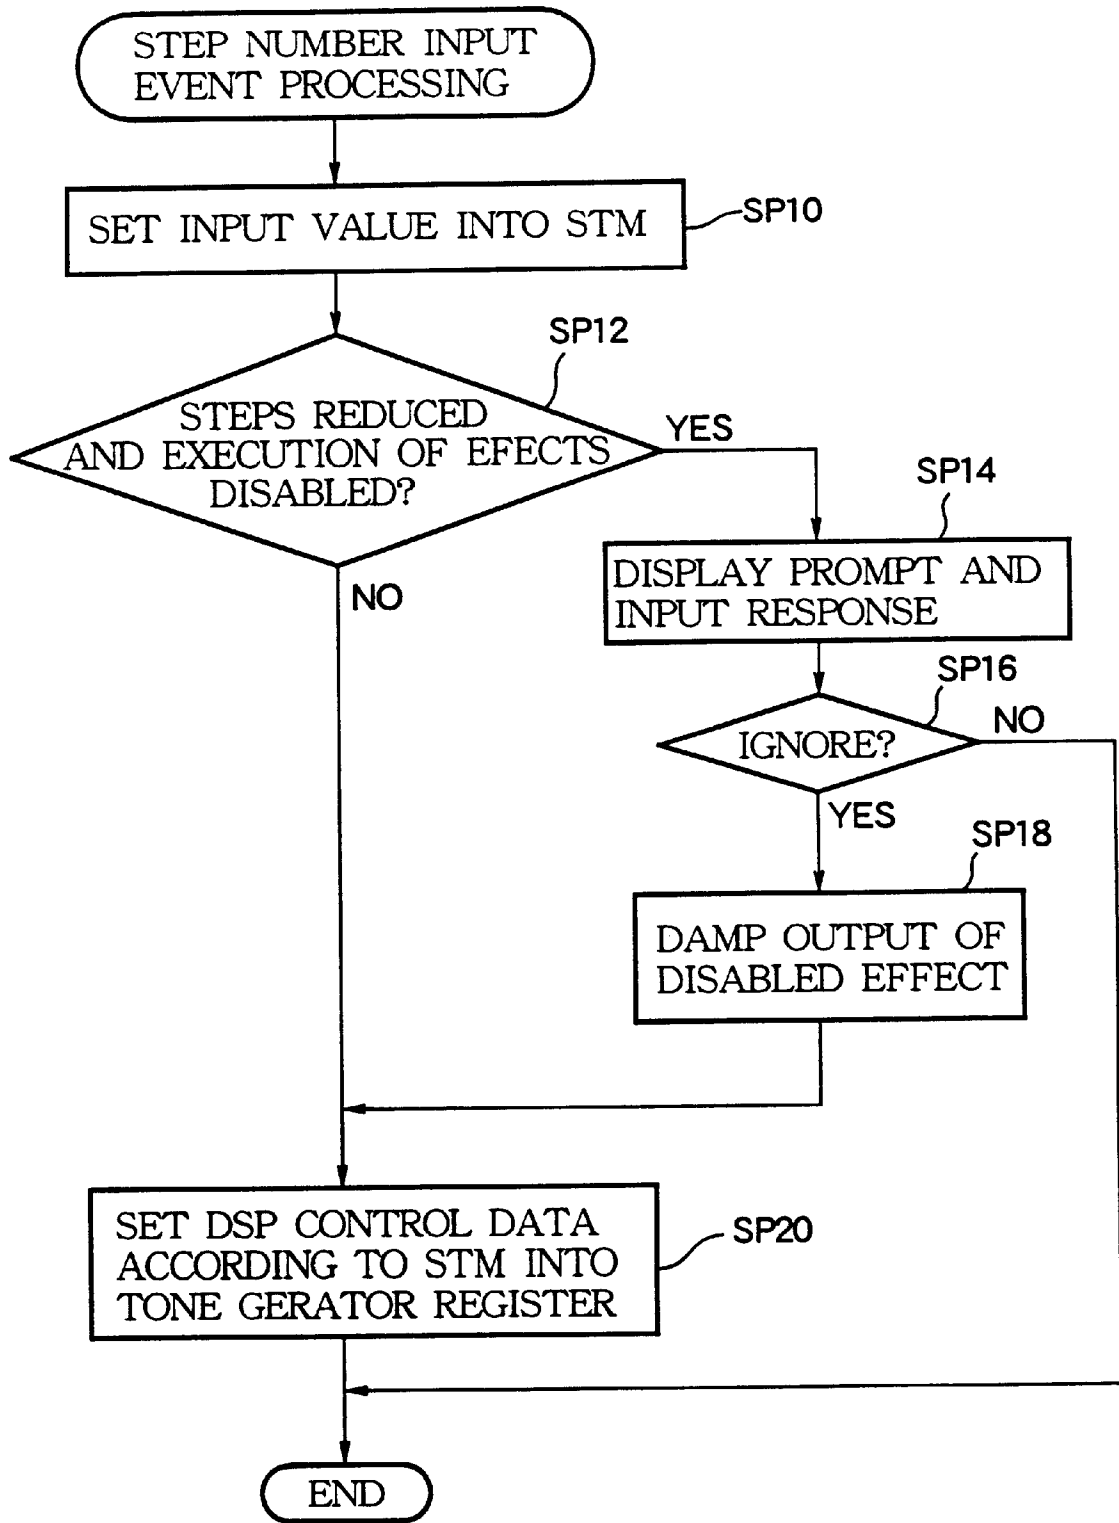 STEP NUMBER INPUT
EVENT PROCESSING
SET INPUT VALUE INTO STM
SP10
SP12
STEPS REDUCED
AND EXECUTION OF EFECTS
DISABLED?
YES
NO
SP14
DISPLAY PROMPT AND
INPUT RESPONSE
SP16
IGNORE?
NO
YES
SP18
DAMP OUTPUT OF
DISABLED EFFECT
SET DSP CONTROL DATA
ACCORDING TO STM INTO
TONE GERATOR REGISTER
SP20
END